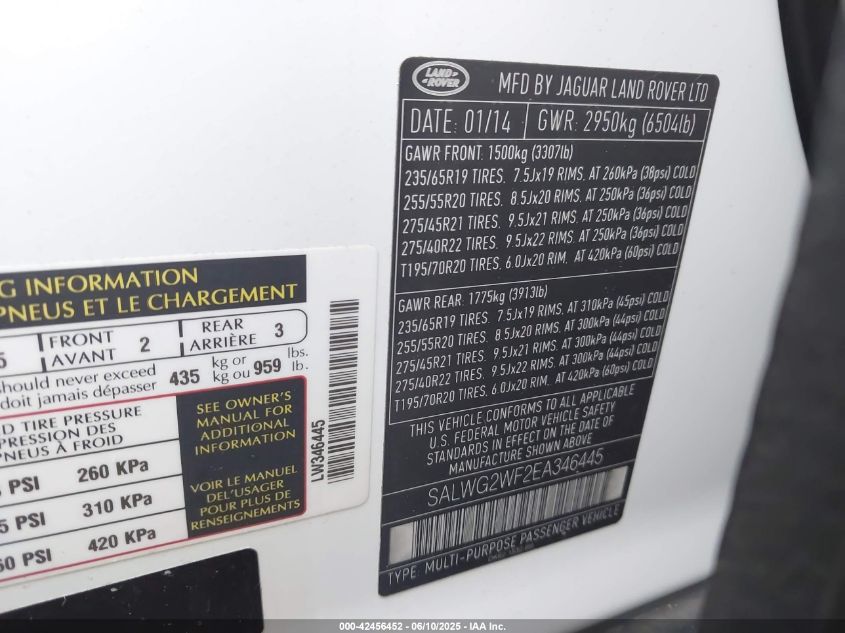 LAND
ROVER
MFD BY JAGUAR LAND ROVER LTD
DATE: 01/14
GWR: 2950kg (6504lb)
GAWR FRONT: 1500kg (3307lb)
235/65R19 TIRES. 7.5Jx19 RIMS. AT 260kPa (38psi) COLD
255/55R20 TIRES. 8.5Jx20 RIMS. AT 250kPa (36psi) COLD
275/45R21 TIRES. 9.5Jx21 RIMS. AT 250kPa (36psi) COLD
275/40R22 TIRES. 9.5Jx22 RIMS. AT 250kPa (36psi) COLD
T195/70R20 TIRES. 6.0Jx20 RIM. AT 420kPa (60psi) COLD
GAWR REAR: 1775kg (3913lb)
235/65R19 TIRES. 7.5Jx19 RIMS. AT 310kPa (45psi) COLD
255/55R20 TIRES. 8.5Jx20 RIMS. AT 300kPa (44psi) COLD
275/45R21 TIRES. 9.5Jx21 RIMS. AT 300kPa (44psi) COLD
275/40R22 TIRES. 9.5Jx22 RIMS. AT 300kPa (44psi) COLD
T195/70R20 TIRES. 6.0Jx20 RIM. AT 420kPa (60psi) COLD
THIS VEHICLE CONFORMS TO ALL APPLICABLE
U.S. FEDERAL MOTOR VEHICLE SAFETY
STANDARDS IN EFFECT ON THE DATE OF
MANUFACTURE SHOWN ABOVE
SALWG2WF2EA346445
TYPE: MULTI-PURPOSE PASSENGER VEHICLE
G INFORMATION
PNEUS ET LE CHARGEMENT
5
FRONT
AVANT 2
REAR
ARRIÈRE 3
should never exceed
doit jamais dépasser
435 kg or
kg ou 959 lbs.
lb.
D TIRE PRESSURE
PRESSION DES
PNEUS À FROID
PSI 260 KPa
5 PSI 310 KPa
60 PSI 420 KPa
SEE OWNER'S
MANUAL FOR
ADDITIONAL
INFORMATION
VOIR LE MANUEL
DEL'USAGER
POUR PLUS DE
RENSEIGNEMENTS
LW346445
000-42456452 - 06/10/2025 - IAA Inc.